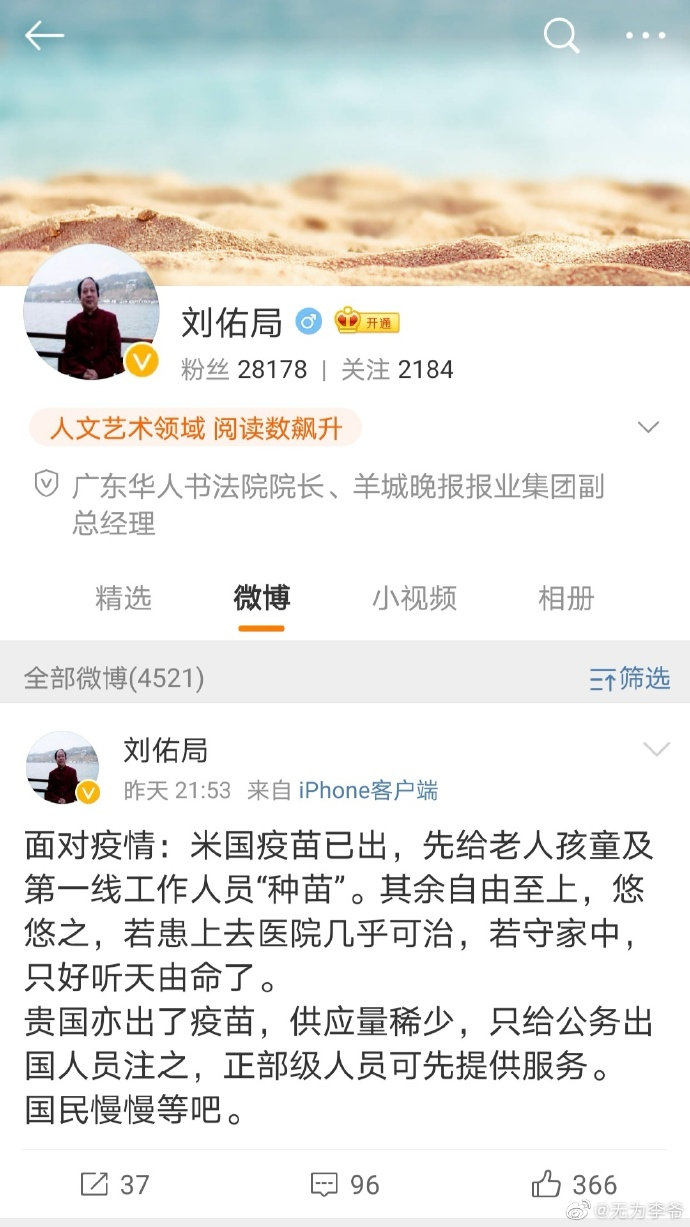 刘佑局 开通
粉丝 28178 | 关注 2184
人文艺术领域 阅读数飙升
广东华人书法院院长、羊城晚报报业集团副
总经理
精选 微博 小视频 相册
全部微博(4521) 筛选
刘佑局
昨天 21:53 来自 iPhone客户端
面对疫情：米国疫苗已出，先给老人孩童及
第一线工作人员“种苗”。其余自由至上，悠
悠之，若患上去医院几乎可治，若守家中，
只好听天由命了。
贵国亦出了疫苗，供应量稀少，只给公务出
国人员注之，正部级人员可先提供服务。
国民慢慢等吧。
37 96 366
@无为李爷